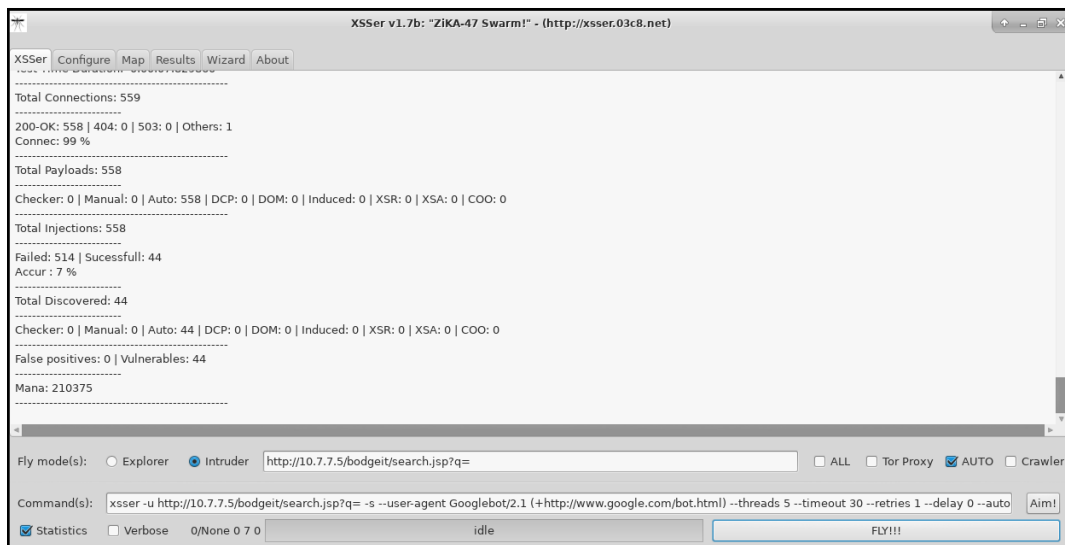 XSSer v1.7b: "ZiKA-47 Swarm!" - (http://xsser.03c8.net)
XSSer Configure Map Results Wizard About
------------------------------------------------
Total Connections: 559
------------------------
200-OK: 558 | 404: 0 | 503: 0 | Others: 1
Connec: 99 %
------------------------------------------------
Total Payloads: 558
------------------------
Checker: 0 | Manual: 0 | Auto: 558 | DCP: 0 | DOM: 0 | Induced: 0 | XSR: 0 | XSA: 0 | COO: 0
------------------------------------------------
Total Injections: 558
------------------------
Failed: 514 | Sucessfull: 44
Accur : 7 %
------------------------------------------------
Total Discovered: 44
------------------------
Checker: 0 | Manual: 0 | Auto: 44 | DCP: 0 | DOM: 0 | Induced: 0 | XSR: 0 | XSA: 0 | COO: 0
------------------------------------------------
False positives: 0 | Vulnerables: 44
------------------------
Mana: 210375
------------------------------------------------
Fly mode(s): Explorer Intruder http://10.7.7.5/bodgeit/search.jsp?q= ALL Tor Proxy AUTO Crawler
Command(s): xsser -u http://10.7.7.5/bodgeit/search.jsp?q= -s --user-agent Googlebot/2.1 (+http://www.google.com/bot.html) --threads 5 --timeout 30 --retries 1 --delay 0 --auto Aim!
Statistics Verbose 0/None 0 7 0 idle FLY!!!